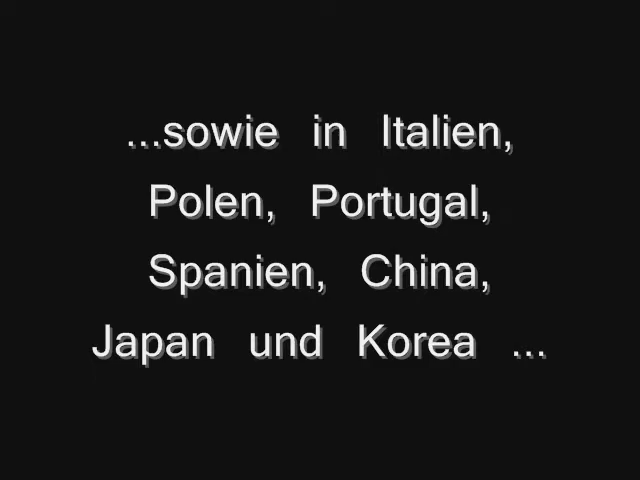 ...sowie in Italien,
Polen, Portugal,
Spanien, China,
Japan und Korea ...